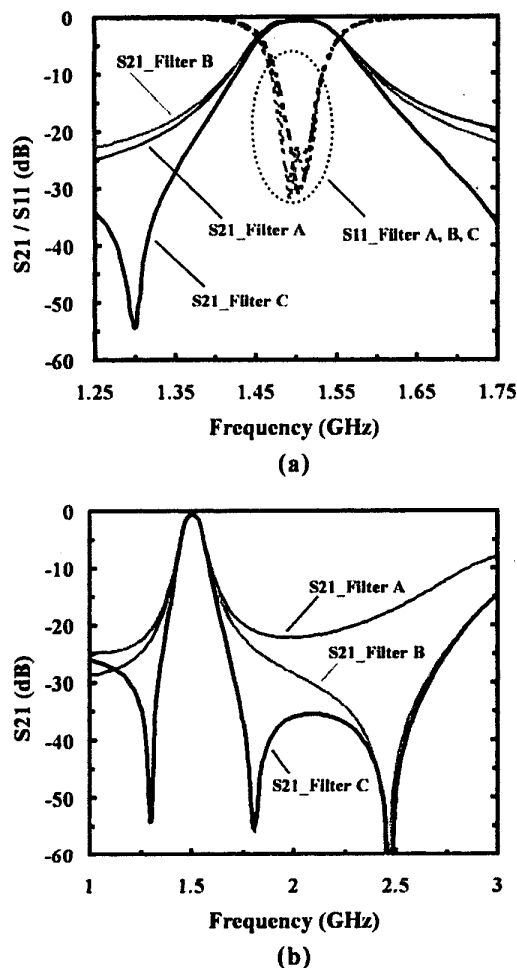 0
-10
-20
-30
-40
-50
-60
S21 / S11 (dB)
S21_Filter B
S21_Filter A
S11_Filter A, B, C
S21_Filter C
1.25
1.35
1.45
1.55
1.65
1.75
Frequency (GHz)
(a)
0
-10
-20
-30
-40
-50
-60
S21 (dB)
S21_Filter A
S21_Filter B
S21_Filter C
1
1.5
2
2.5
3
Frequency (GHz)
(b)